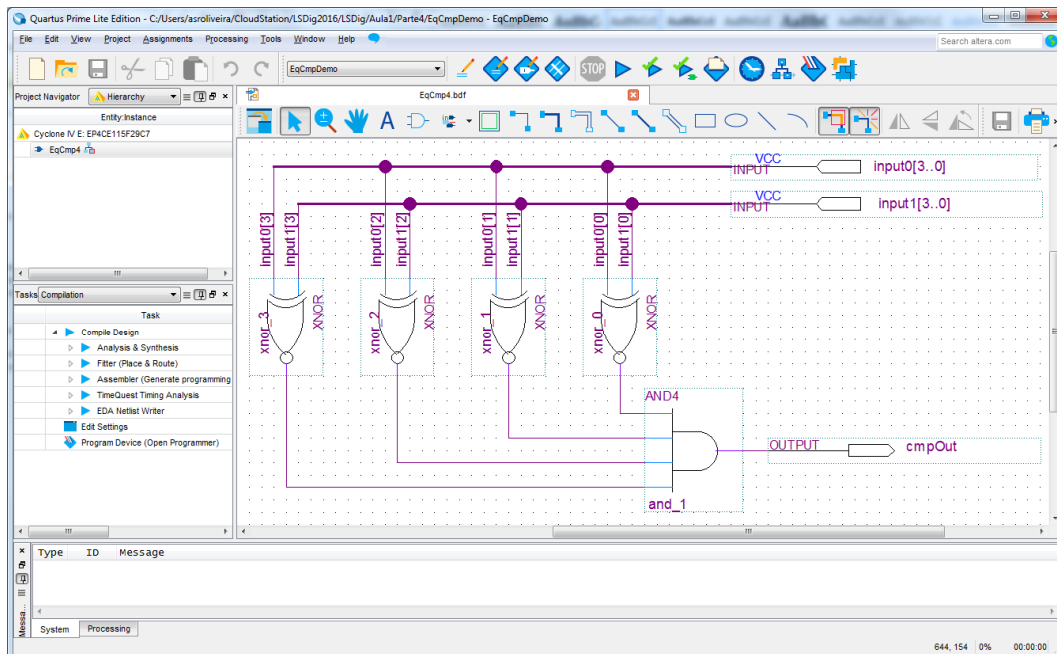 Quartus Prime Lite Edition - C:/Users/asroliveira/CloudStation/LSDig2016/LSDig/Aula1/Parte4/EqCmpDemo - EqCmpDemo
File Edit View Project Assignments Processing Tools Window Help
Search altera.com
EqCmpDemo
STOP
Project Navigator
Hierarchy
EqCmp4.bdf
Entity:Instance
Cyclone IV E: EP4CE115F29C7
EqCmp4
VCC
INPUT
input0[3..0]
VCC
INPUT
input1[3..0]
input0[3]
input1[3]
input0[2]
input1[2]
input0[1]
input1[1]
input0[0]
input1[0]
xnor_3
XNOR
xnor_2
XNOR
xnor_1
XNOR
xnor_0
XNOR
AND4
and_1
OUTPUT
cmpOut
Tasks
Compilation
Task
Compile Design
Analysis & Synthesis
Fitter (Place & Route)
Assembler (Generate programming
TimeQuest Timing Analysis
EDA Netlist Writer
Edit Settings
Program Device (Open Programmer)
Type ID Message
Messa...
System Processing
644, 154 0% 00:00:00